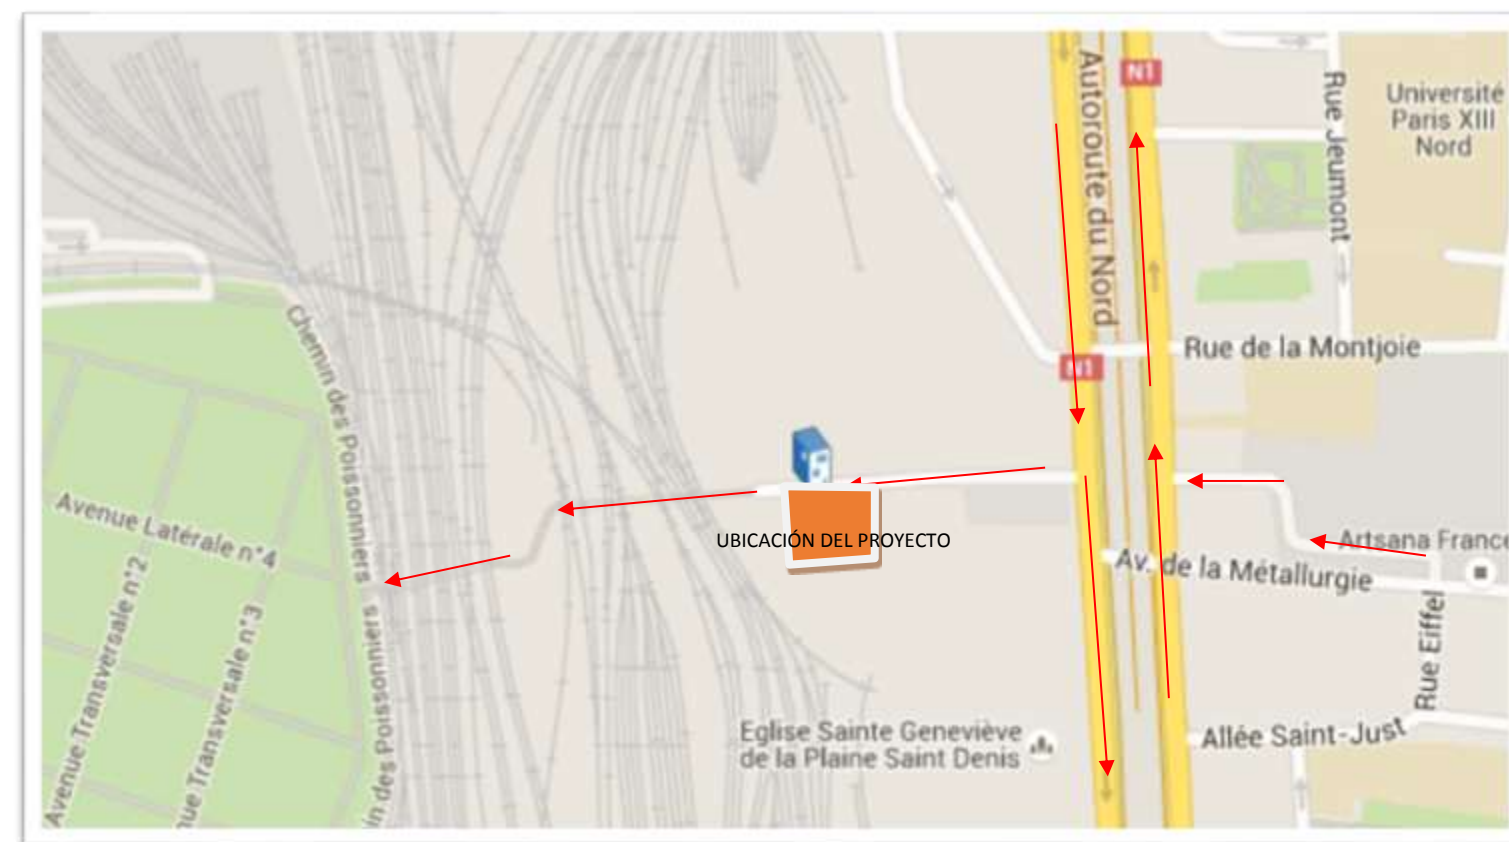 N1
Autoroute du Nord
Rue Jeumont
Université
Paris XIII
Nord
Chemin des Poissonniers
Rue de la Montjoie
N1
Avenue Latérale n°4
UBICACIÓN DEL PROYECTO
Artsana France
Av. de la Métallurgie
Avenue Transversale n°2
nue Transversale n°3
in des Poissonniers
Rue Eiffel
Eglise Sainte Geneviève
de la Plaine Saint Denis
Allée Saint-Just